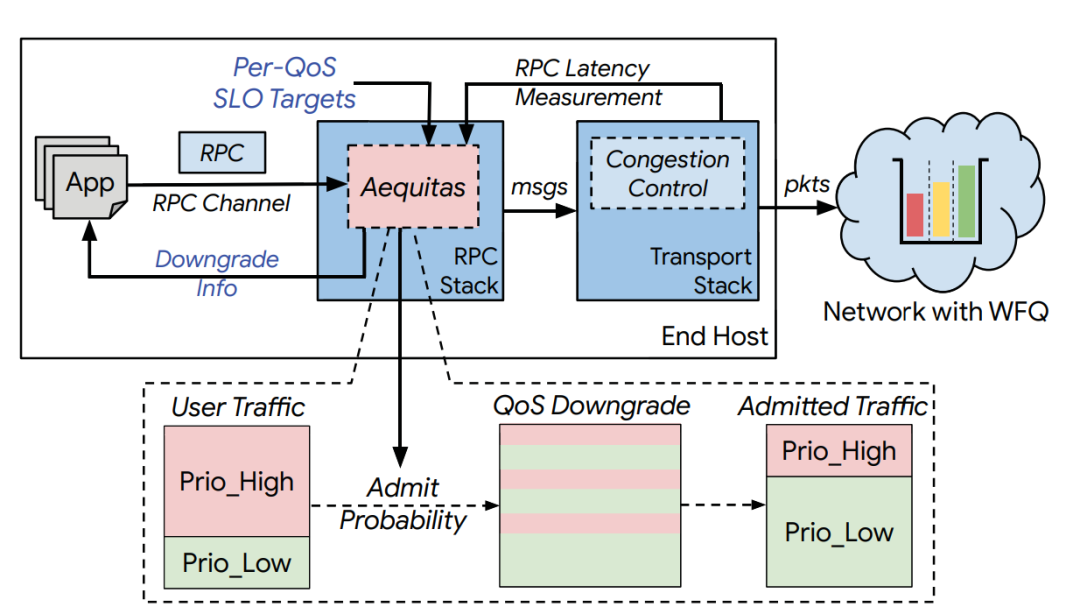 Per-QoS
SLO Targets
RPC Latency
Measurement
App
RPC
RPC Channel
Aequitas
msgs
Congestion
Control
pkts
Downgrade
Info
RPC
Stack
Transport
Stack
Network with WFQ
End Host
User Traffic
QoS Downgrade
Admitted Traffic
Prio_High
Prio_Low
Admit
Probability
Prio_High
Prio_Low